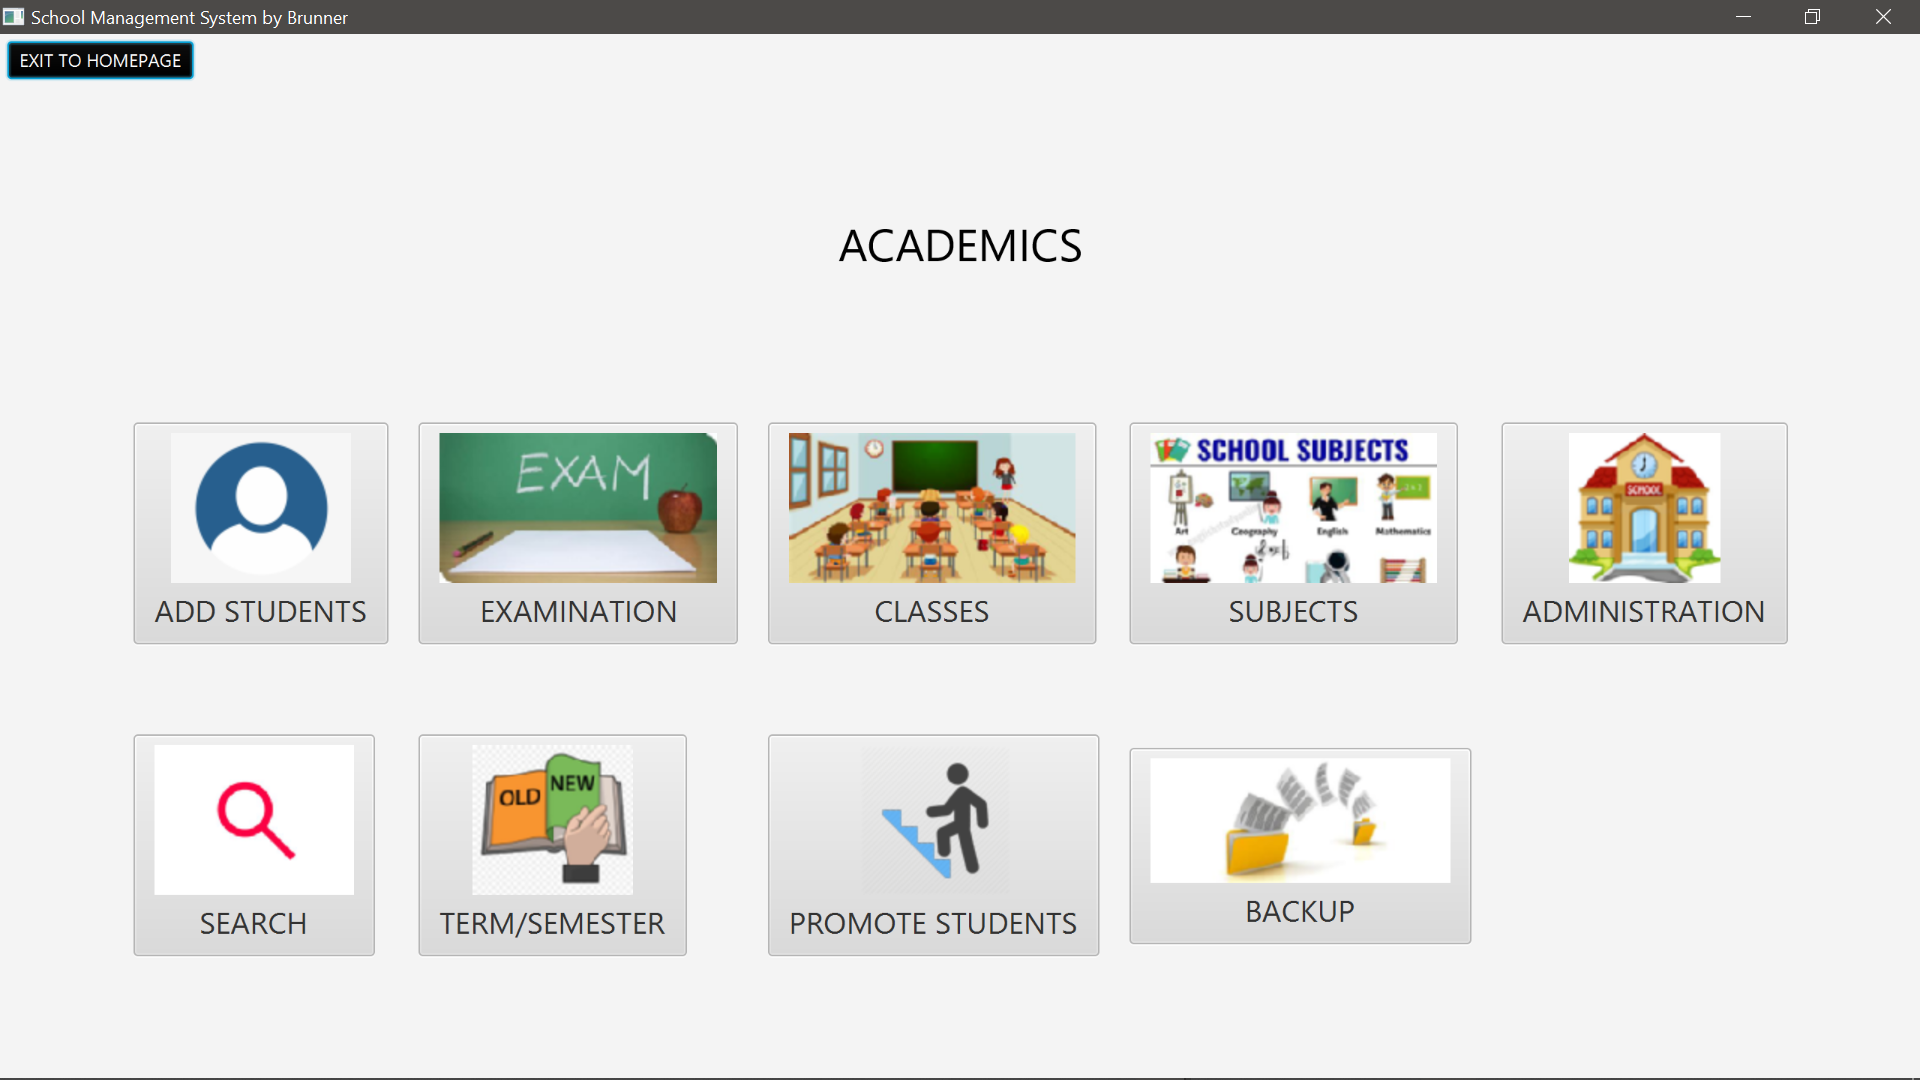 School Management System by Brunner
EXIT TO HOMEPAGE
ACADEMICS
EXAM
SCHOOL SUBJECTS
Art Geography English Mathematics
SCHOOL
ADD STUDENTS
EXAMINATION
CLASSES
SUBJECTS
ADMINISTRATION
OLD NEW
SEARCH
TERM/SEMESTER
PROMOTE STUDENTS
BACKUP